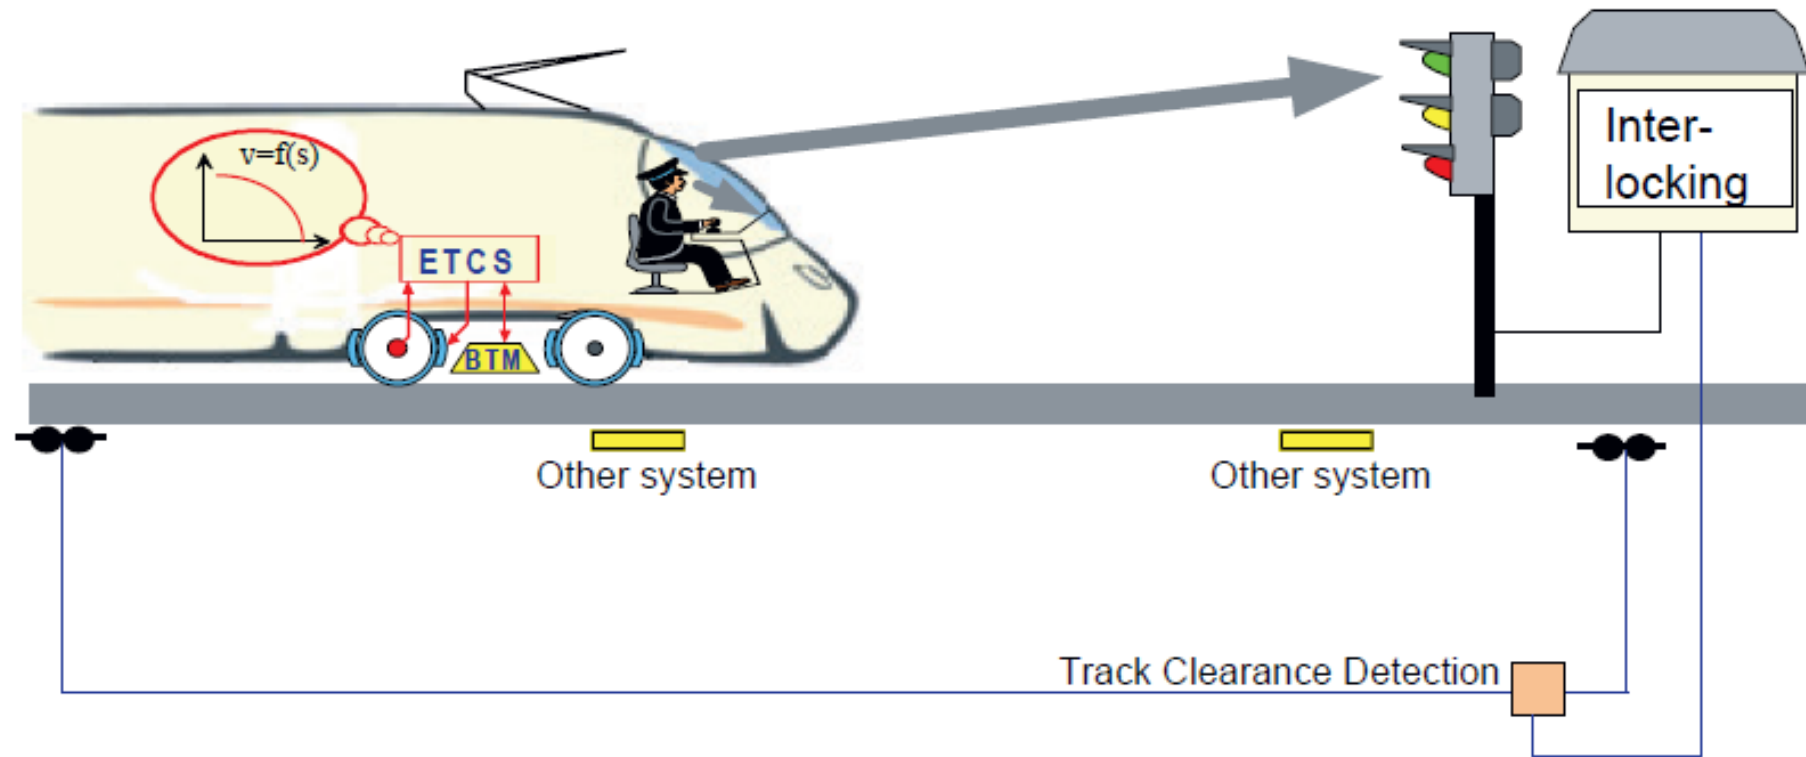 v=f(s)
ETCS
BTM
Inter-
locking
Other system
Other system
Track Clearance Detection